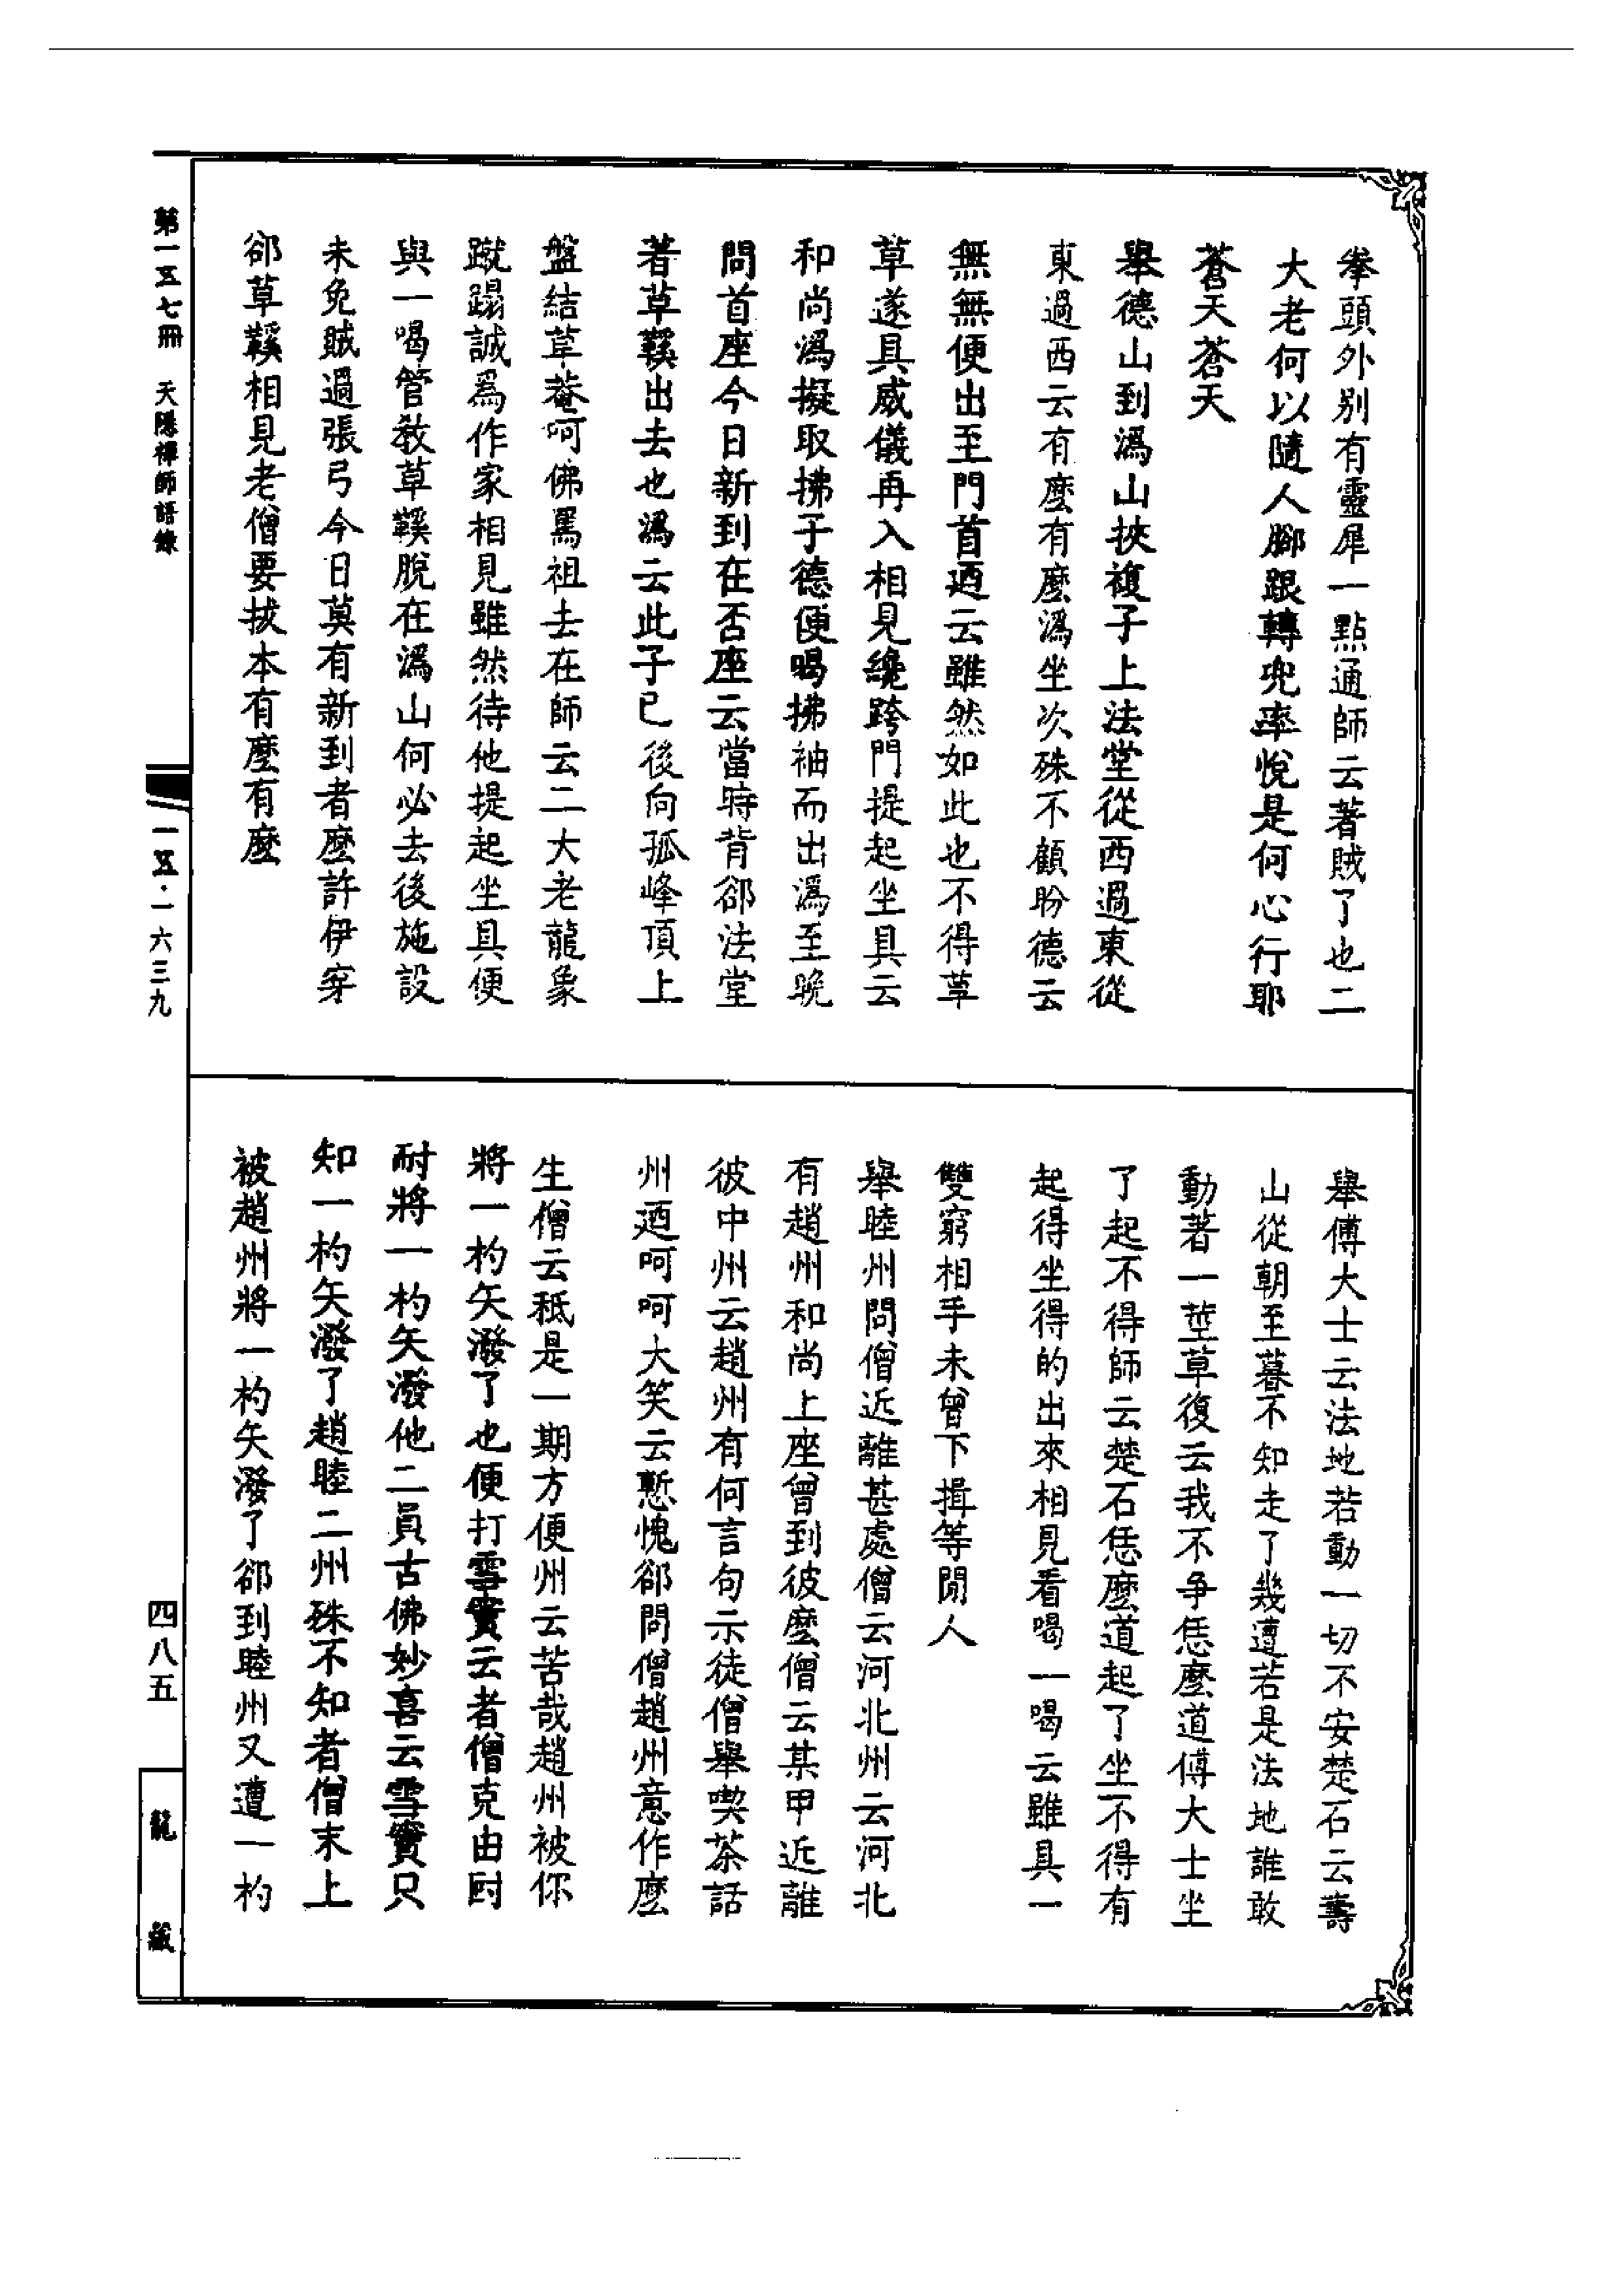 拳頭外別有靈犀一點通師云著賊了也二
大老何以隨人腳跟轉兜率悅是何心行耶
蒼天蒼天
舉德山到溈山挾複子上法堂從西過東從
東過西云有麼有麼溈坐次殊不顧盼德云
無無便出至門首迺云雖然如此也不得草
草遂具威儀再入相見纔跨門提起坐具云
和尚溈擬取拂子德便喝拂袖而出溈至晚
問首座今日新到在否座云當時背卻法堂
著草鞵出去也溈云此子已後向孤峰頂上
盤結草菴呵佛罵祖去在師云二大老龍象
蹴蹋誠爲作家相見雖然待他提起坐具便
與一喝管教草鞵脫在溈山何必去後施設
未免賊過張弓今日莫有新到者麼許伊穿
卻草鞵相見老僧要拔本有麼有麼
舉傅大士云法地若動一切不安楚石云壽
山從朝至暮不知走了幾遭若是法地誰敢
動著一莖草復云我不爭恁麼道傅大士坐
了起不得師云楚石恁麼道起了坐不得有
起得坐得的出來相見看喝一喝云雖具一
雙窮相手未曾下揖等閒人
舉睦州問僧近離甚處僧云河北州云河北
有趙州和尚上座曾到彼麼僧云某甲近離
彼中州云趙州有何言句示徒僧舉喫茶話
州迺呵呵大笑云慙愧卻問僧趙州意作麼
生僧云秖是一期方便州云苦哉趙州被你
將一杓矢潑了也便打雪竇云者僧克由叵
耐將一杓矢潑他二員古佛妙喜云雪竇只
知一杓矢潑了趙睦二州殊不知者僧末上
被趙州將一杓矢潑了卻到睦州又遭一杓
第一五七冊　天隱禪師語錄
一五·一六三九
四八五
龍藏